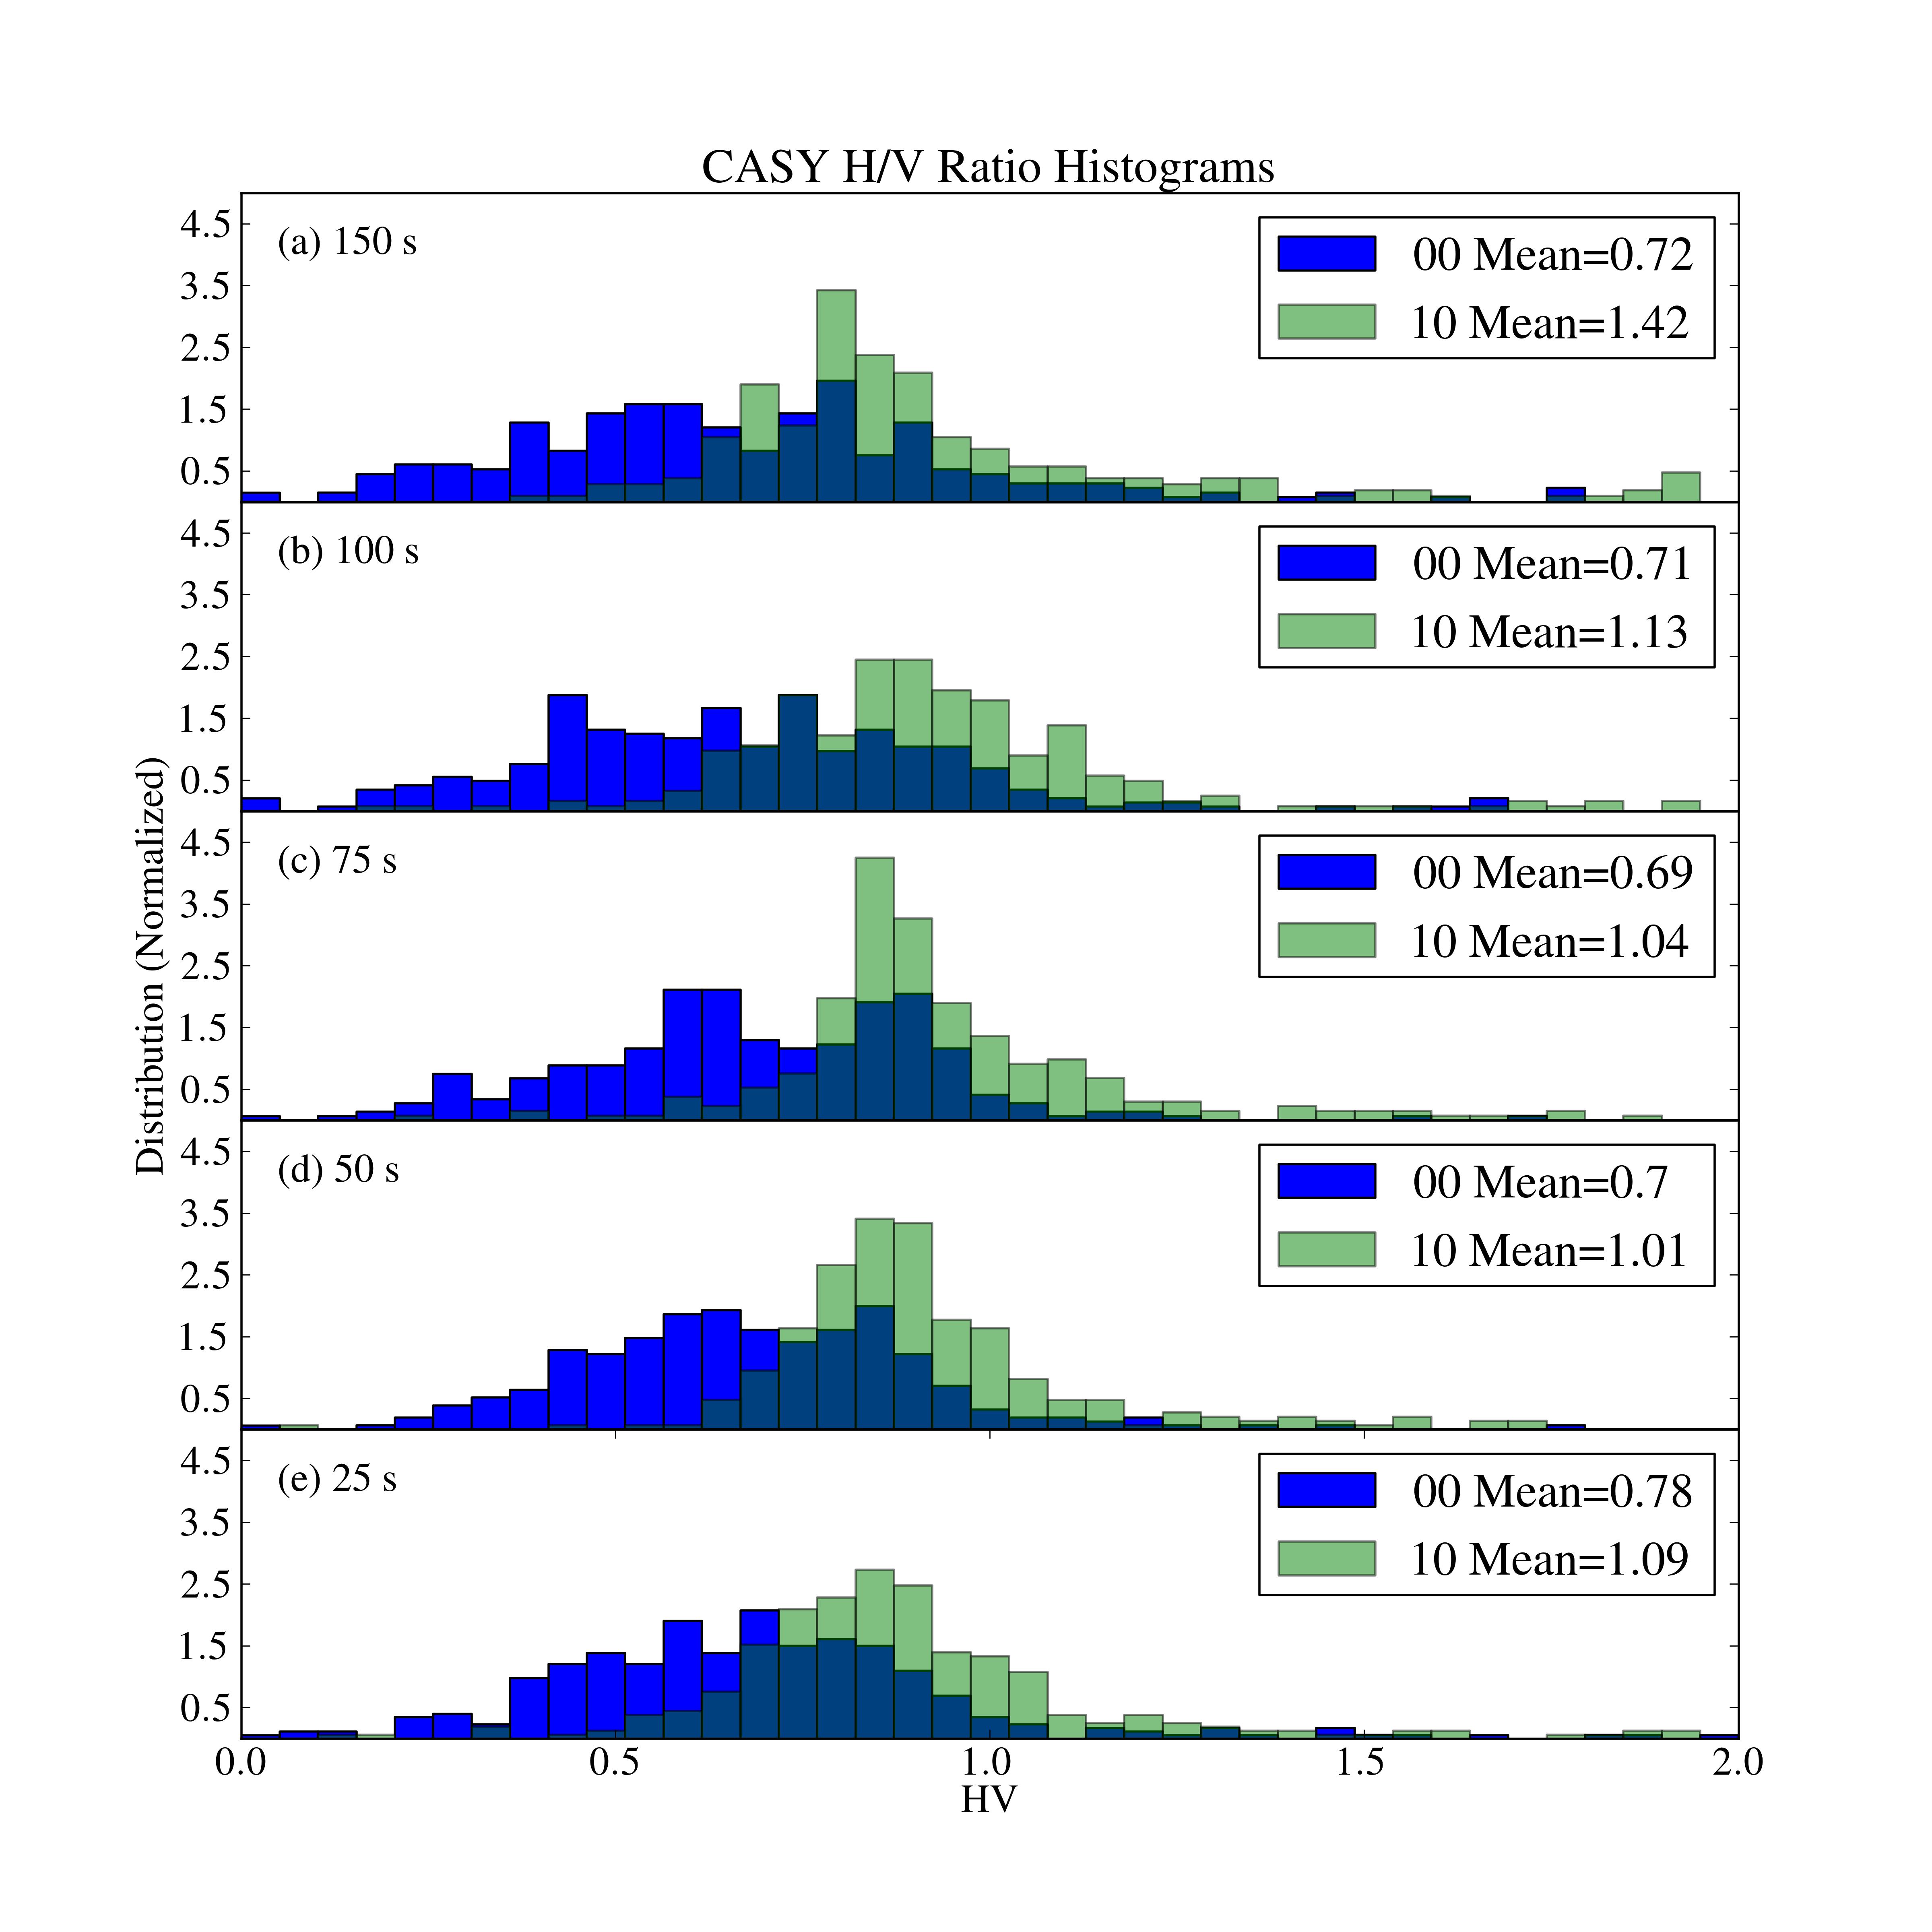 CASY H/V Ratio Histograms
Distribution (Normalized)
4.5
3.5
2.5
1.5
0.5
(a) 150 s
00 Mean=0.72
10 Mean=1.42
4.5
3.5
2.5
1.5
0.5
(b) 100 s
00 Mean=0.71
10 Mean=1.13
4.5
3.5
2.5
1.5
0.5
(c) 75 s
00 Mean=0.69
10 Mean=1.04
4.5
3.5
2.5
1.5
0.5
(d) 50 s
00 Mean=0.7
10 Mean=1.01
4.5
3.5
2.5
1.5
0.5
(e) 25 s
00 Mean=0.78
10 Mean=1.09
0.0 0.5 1.0 1.5 2.0
HV